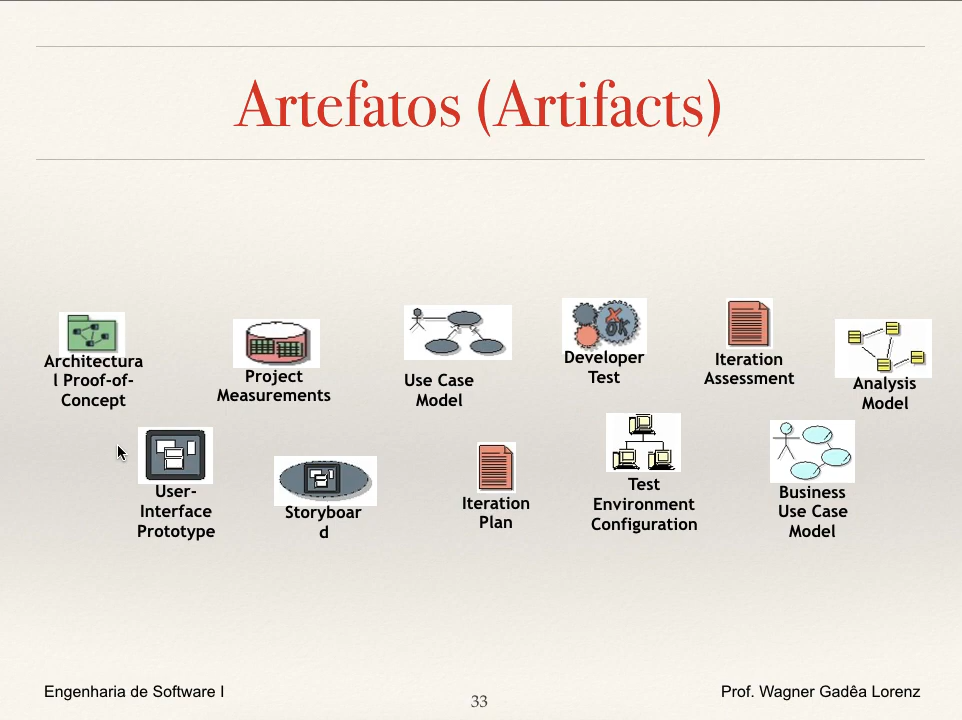 Artefatos (Artifacts)
Architectura
l Proof-of-
Concept
Project
Measurements
Use Case
Model
Developer
Test
Iteration
Assessment
Analysis
Model
User-
Interface
Prototype
Storyboar
d
Iteration
Plan
Test
Environment
Configuration
Business
Use Case
Model
Engenharia de Software I
33
Prof. Wagner Gadêa Lorenz